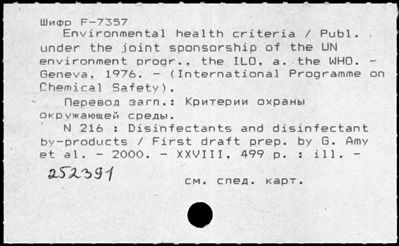 Шифр F-7357
Environmental health criteria / Publ.
under the joint sponsorship of the UN
environment progr., the ILO, a. the WHO. -
Geneva, 1976. - (International Programme on
Chemical Safety).
Перевод загл.: Критерии охраны
окружающей среды.
N 216 : Disinfectants and disinfectant
by-products / First draft prep. by G. Amy
et al. - 2000. - XXVIII, 499 p. : ill. -
252391
см. след. карт.